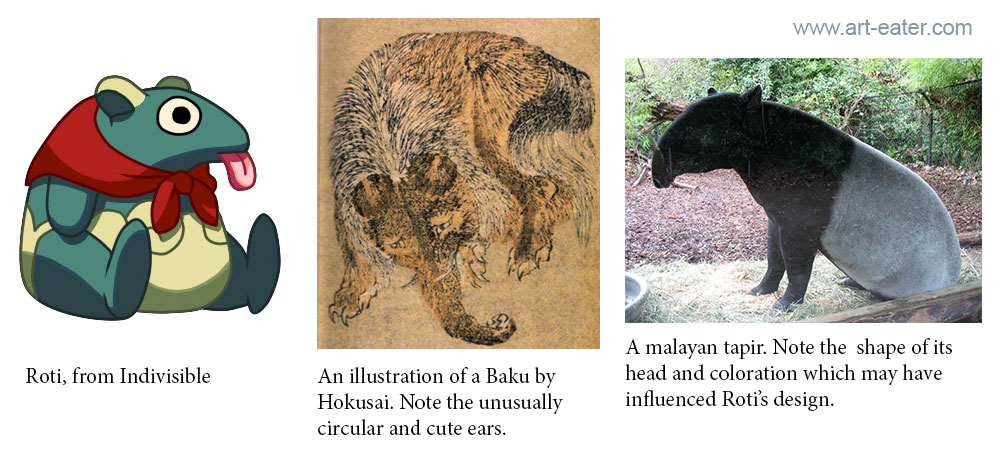 www.art-eater.com
Roti, from Indivisible
An illustration of a Baku by
Hokusai. Note the unusually
circular and cute ears.
A malayan tapir. Note the  shape of its
head and coloration which may have
influenced Roti's design.